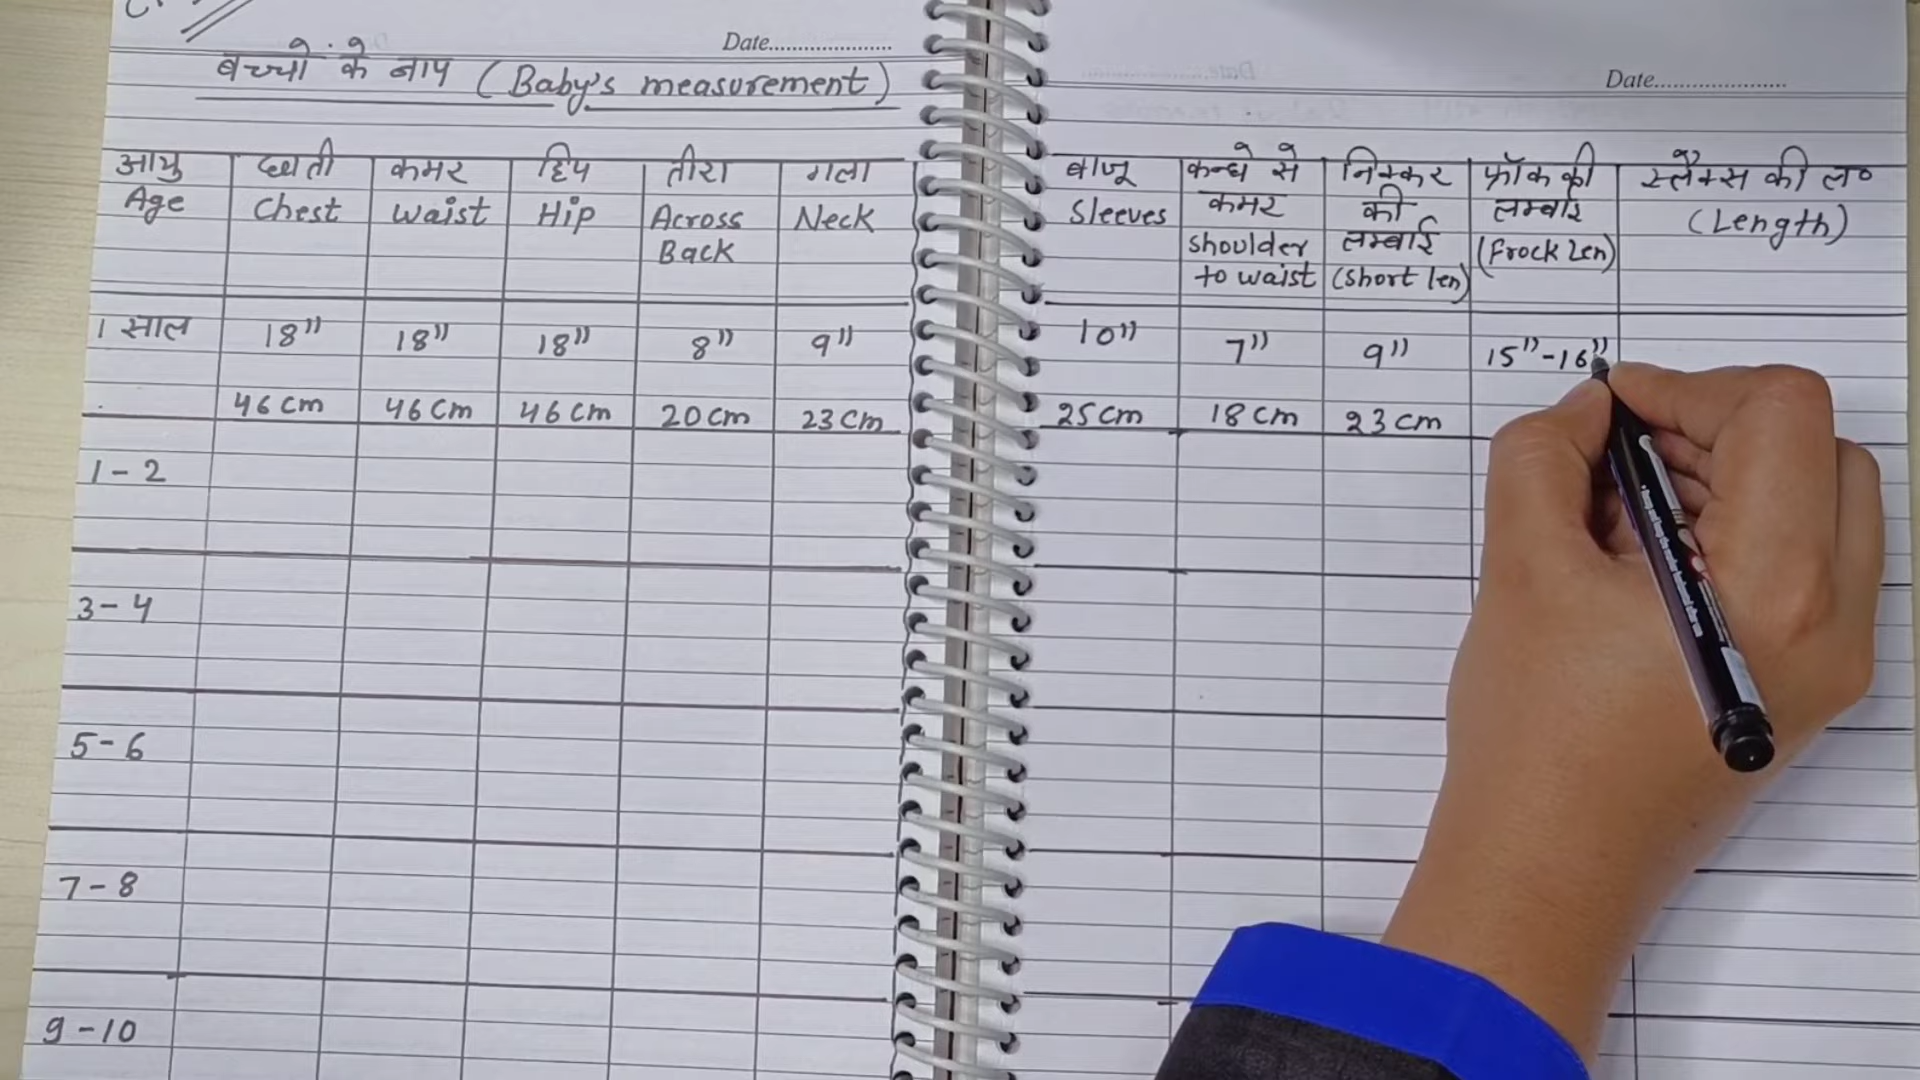 Date....................
बच्चों के नाप (Baby's measurement)
आयु छाती कमर हिप तीरा गला
Age Chest Waist Hip Across Neck
Back
1 साल 18" 18" 18" 8" 9"
46 cm 46 cm 46 cm 20 cm 23 cm
1 - 2
3 - 4
5 - 6
7 - 8
9 - 10
Date....................
बाजू कन्धे से निक्कर फ्रॉक की स्लैक्स की ल०
Sleeves कमर की लम्बाई (Length)
shoulder लम्बाई (Frock Len)
to waist (Short len)
10" 7" 9" 15"-16"
25 cm 18 cm 23 cm